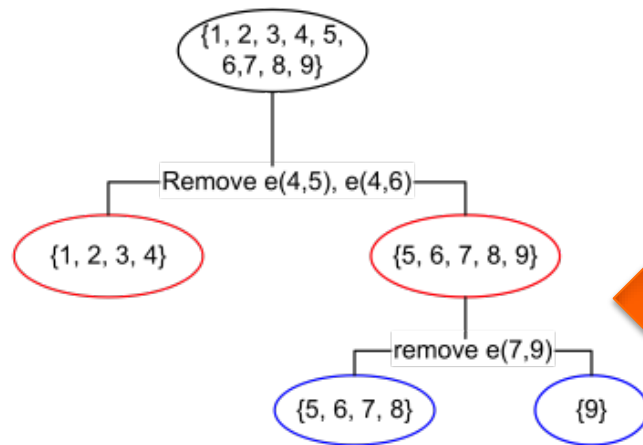 {1, 2, 3, 4, 5,
6,7, 8, 9}
Remove e(4,5), e(4,6)
{1, 2, 3, 4}
{5, 6, 7, 8, 9}
remove e(7,9)
{5, 6, 7, 8}
{9}